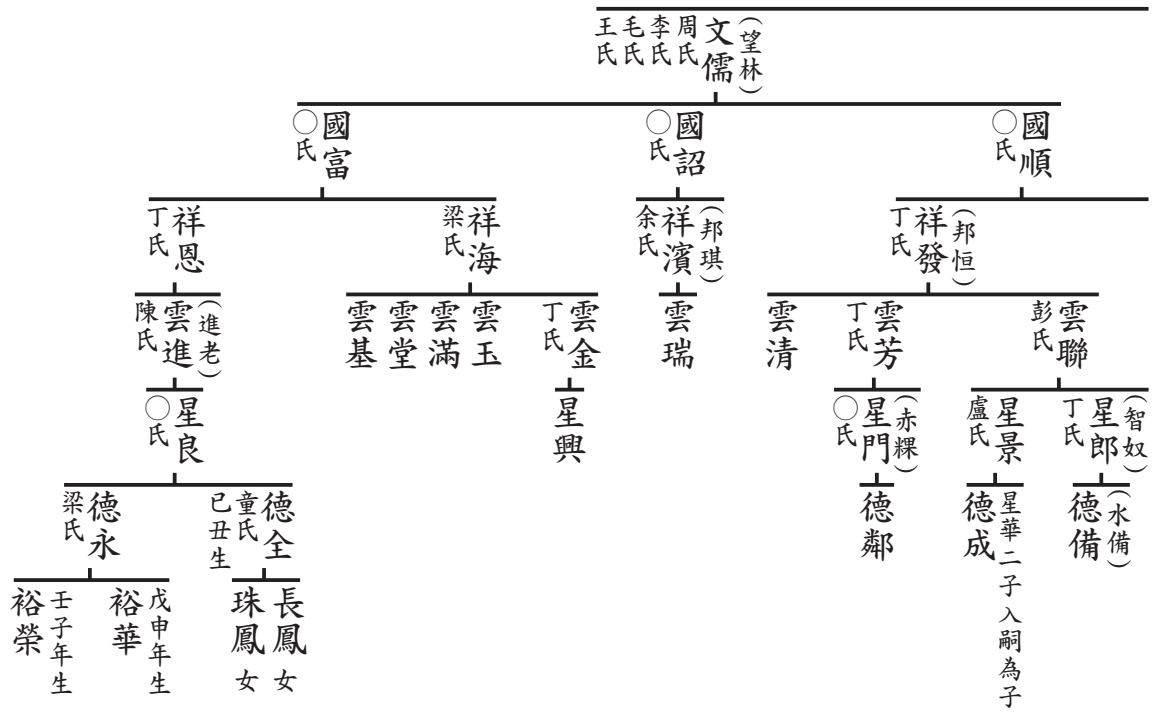 (望林)
文儒
周氏
李氏
毛氏
王氏
國順
○氏
國詔
○氏
國富
○氏
(邦恒)
祥發
丁氏
(邦琪)
祥濱
余氏
祥海
梁氏
祥恩
丁氏
雲聯
彭氏
雲芳
丁氏
雲清
雲瑞
雲金
丁氏
雲玉
雲滿
雲堂
雲基
(進老)
雲進
陳氏
(智奴)
星郎
丁氏
星景
盧氏
(赤粿)
星門
○氏
星興
星良
○氏
(水備)
德備
星華二子入嗣為子
德成
德鄰
德全
童氏
已丑生
德永
梁氏
長鳳 女
珠鳳 女
戊申年生
裕華
壬子年生
裕榮